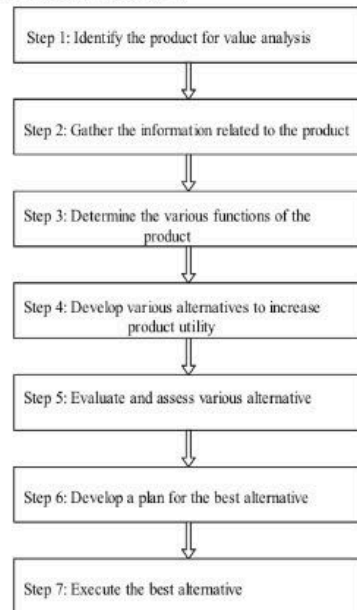 Step 1: Identify the product for value analysis
Step 2: Gather the information related to the product
Step 3: Determine the various functions of the
product
Step 4: Develop various alternatives to increase
product utility
Step 5: Evaluate and assess various alternative
Step 6: Develop a plan for the best alternative
Step 7: Execute the best alternative